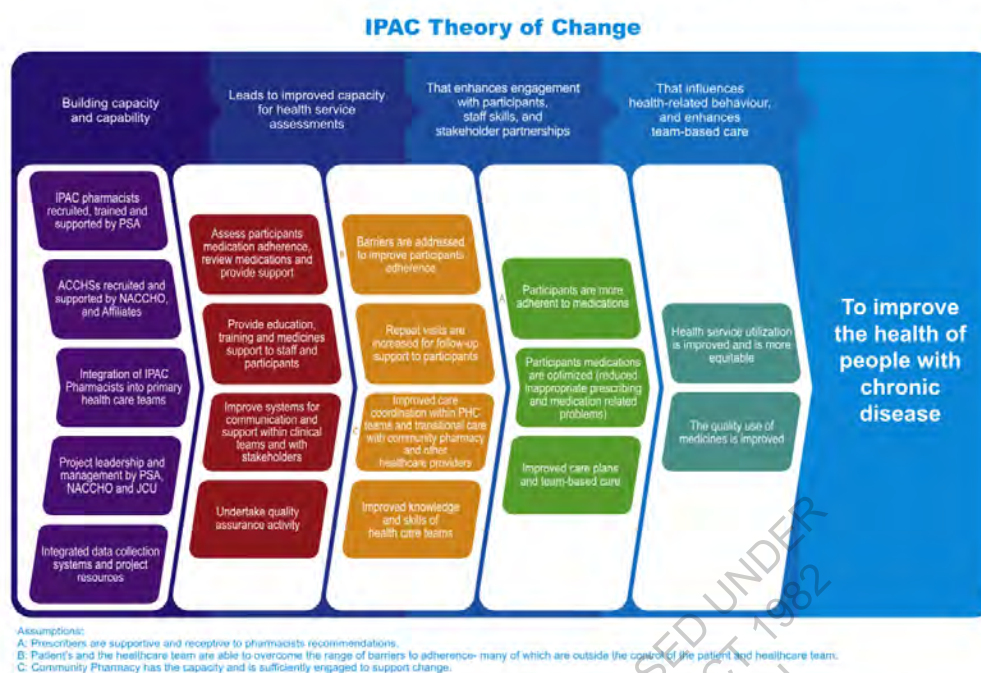 IPAC Theory of Change
Building capacity
and capability
Leads to improved capacity
for health service
assessments
That enhances engagement
with participants,
staff skills, and
stakeholder partnerships
That influences
health-related behaviour,
and enhances
team-based care
IPAC pharmacists
recruited, trained and
supported by PSA
ACCHSs recruited and
supported by NACCHO,
and Affiliates
Integration of IPAC
Pharmacists into primary
health care teams
Project leadership and
management by PSA,
NACCHO and JCU
Integrated data collection
systems and project
resources
Assess participants
medication adherence,
review medications and
provide support
Provide education,
training and medicines
support to staff and
participants
Improve systems for
communication and
support within clinical
teams and with
stakeholders
Undertake quality
assurance activity
B
Barriers are addressed
to improve participants
adherence
Repeat visits are
increased for follow-up
support to participants
C
Improved care
coordination within PHC
teams and transitional care
with community pharmacy
and other
healthcare providers
Improved knowledge
and skills of
health care teams
A
Participants are more
adherent to medications
Participants medications
are optimized (reduced
inappropriate prescribing
and medication related
problems)
Improved care plans
and team-based care
Health service utilization
is improved and is more
equitable
The quality use of
medicines is improved
To improve
the health of
people with
chronic
disease
Assumptions:
A: Prescribers are supportive and receptive to pharmacists recommendations.
B: Patient's and the healthcare team are able to overcome the range of barriers to adherence- many of which are outside the control of the patient and healthcare team.
C: Community Pharmacy has the capacity and is sufficiently engaged to support change.
SED UNDER
CT 1982